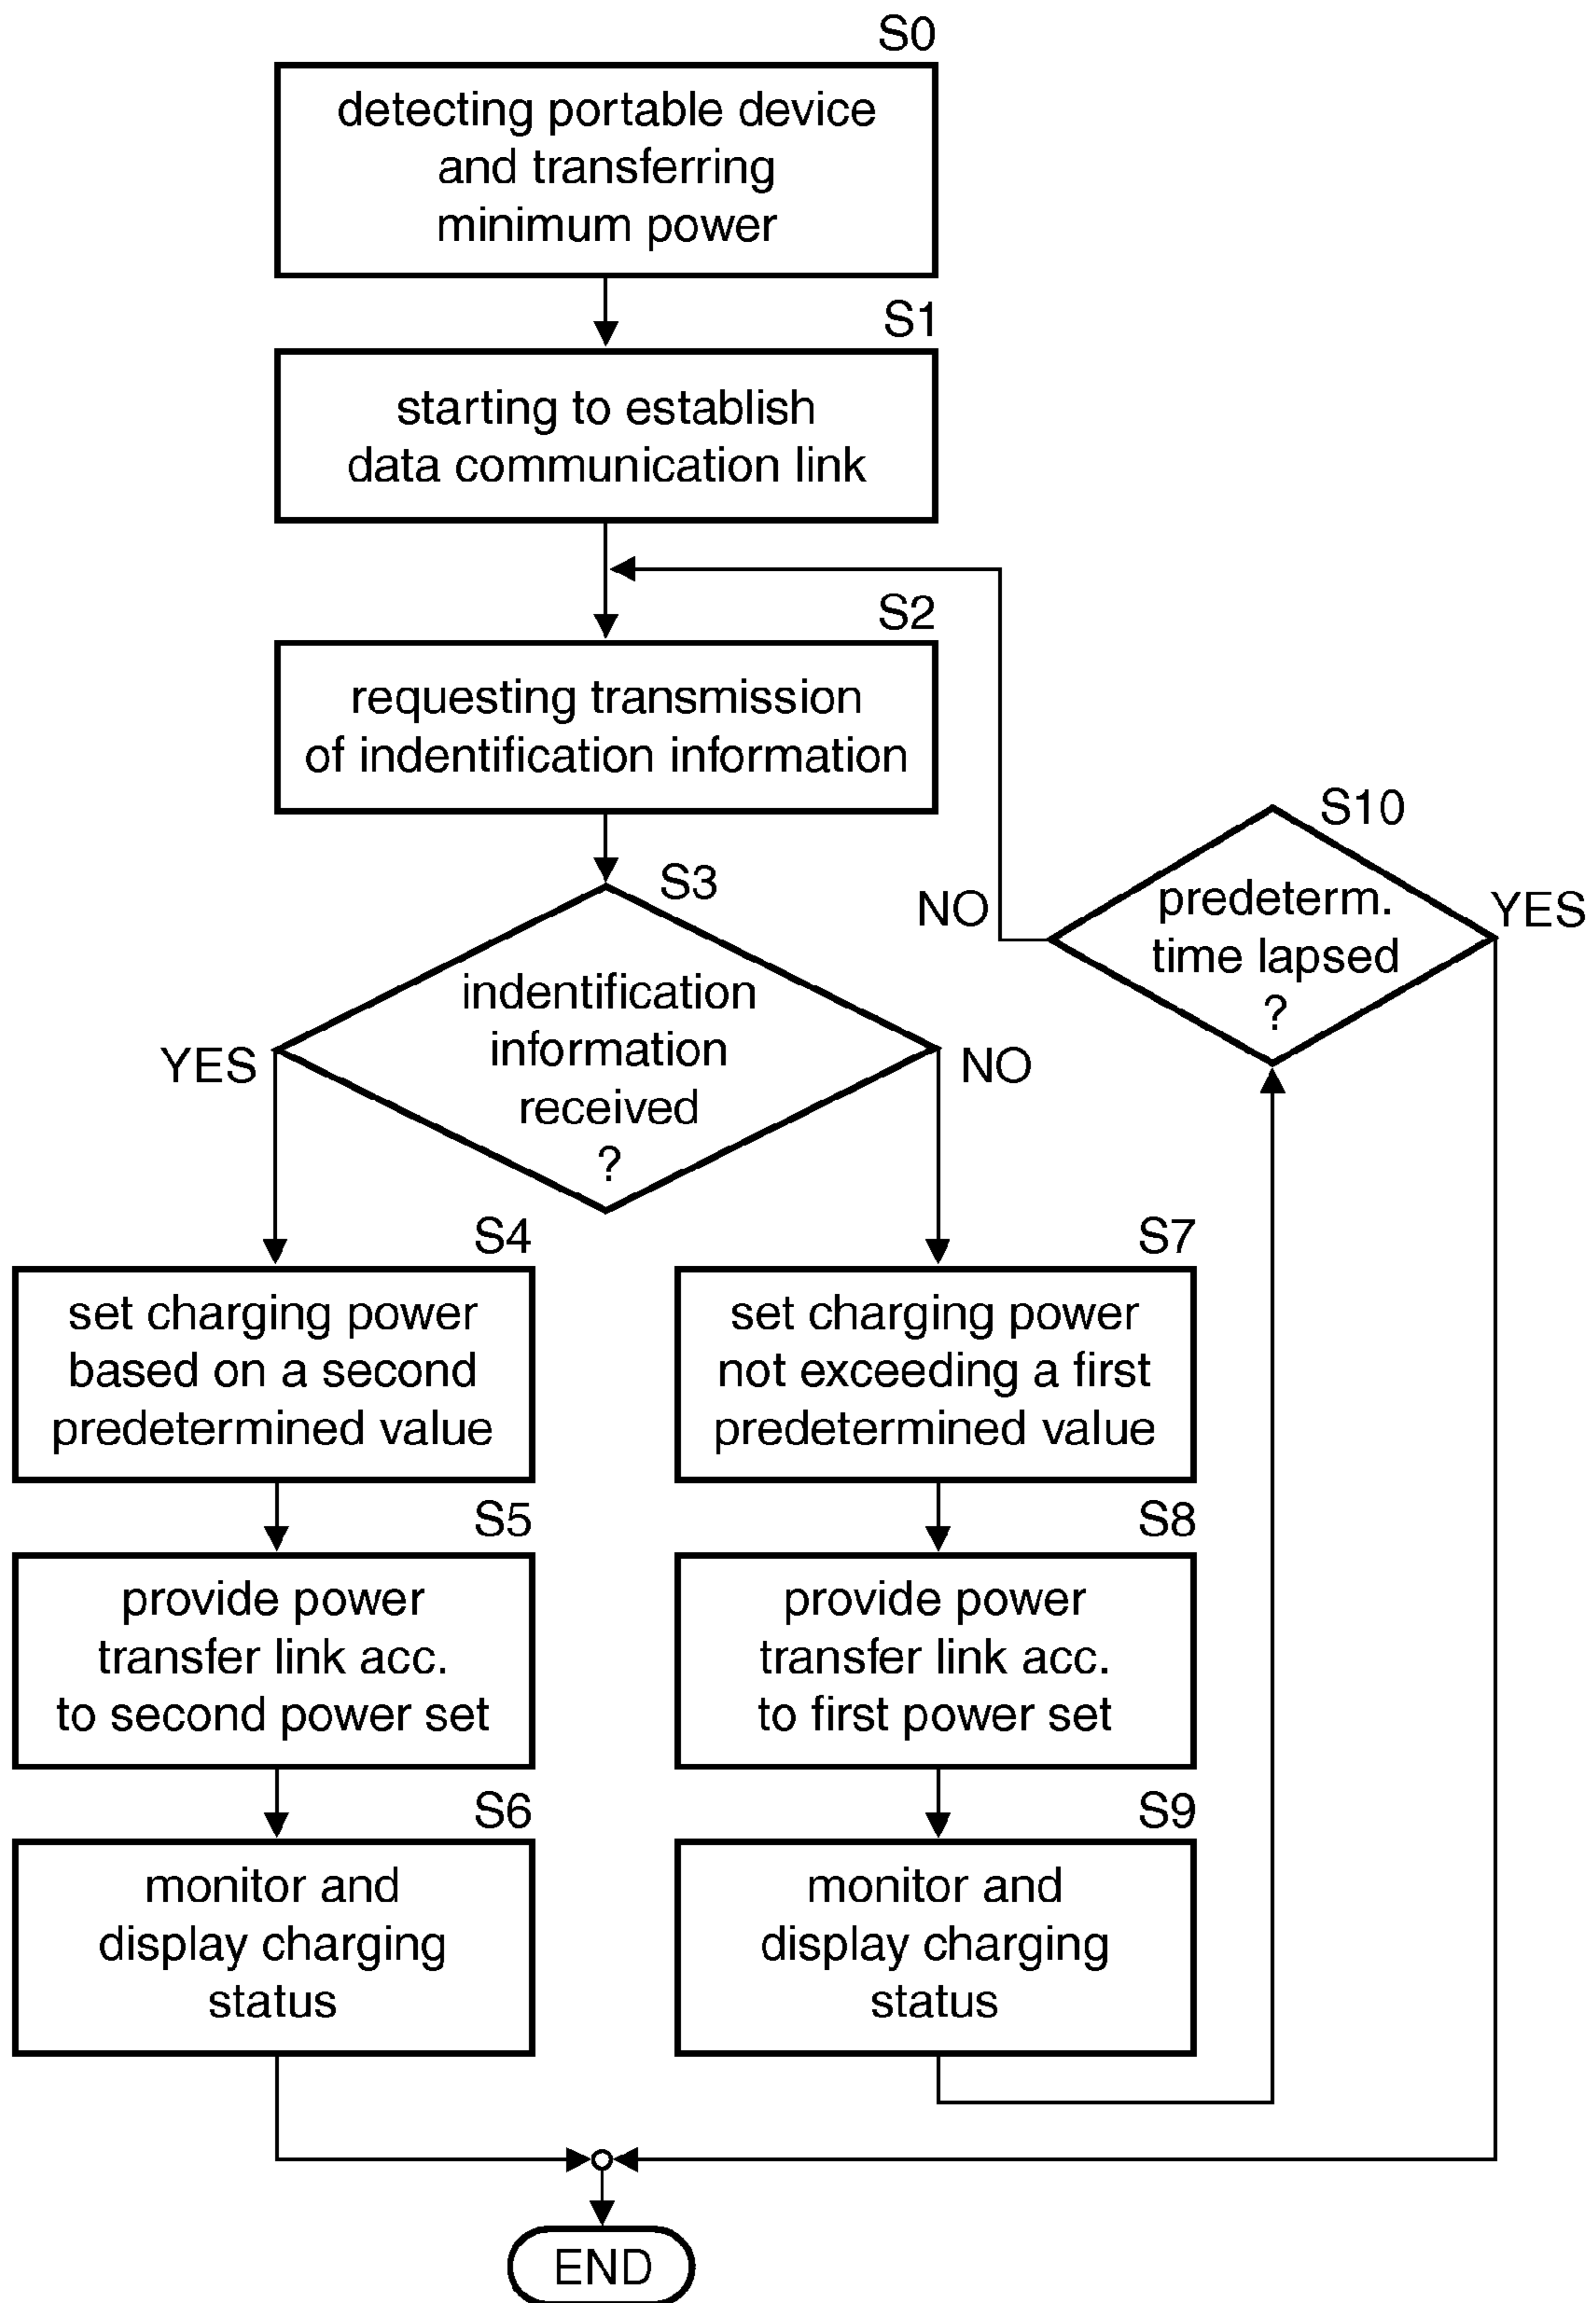 S0
detecting portable device
and transferring
minimum power
S1
starting to establish
data communication link
S2
requesting transmission
of indentification information
S3
indentification
information
received
?
YES
NO
S10
predeterm.
time lapsed
?
NO
YES
S4
set charging power
based on a second
predetermined value
S7
set charging power
not exceeding a first
predetermined value
S5
provide power
transfer link acc.
to second power set
S8
provide power
transfer link acc.
to first power set
S6
monitor and
display charging
status
S9
monitor and
display charging
status
END